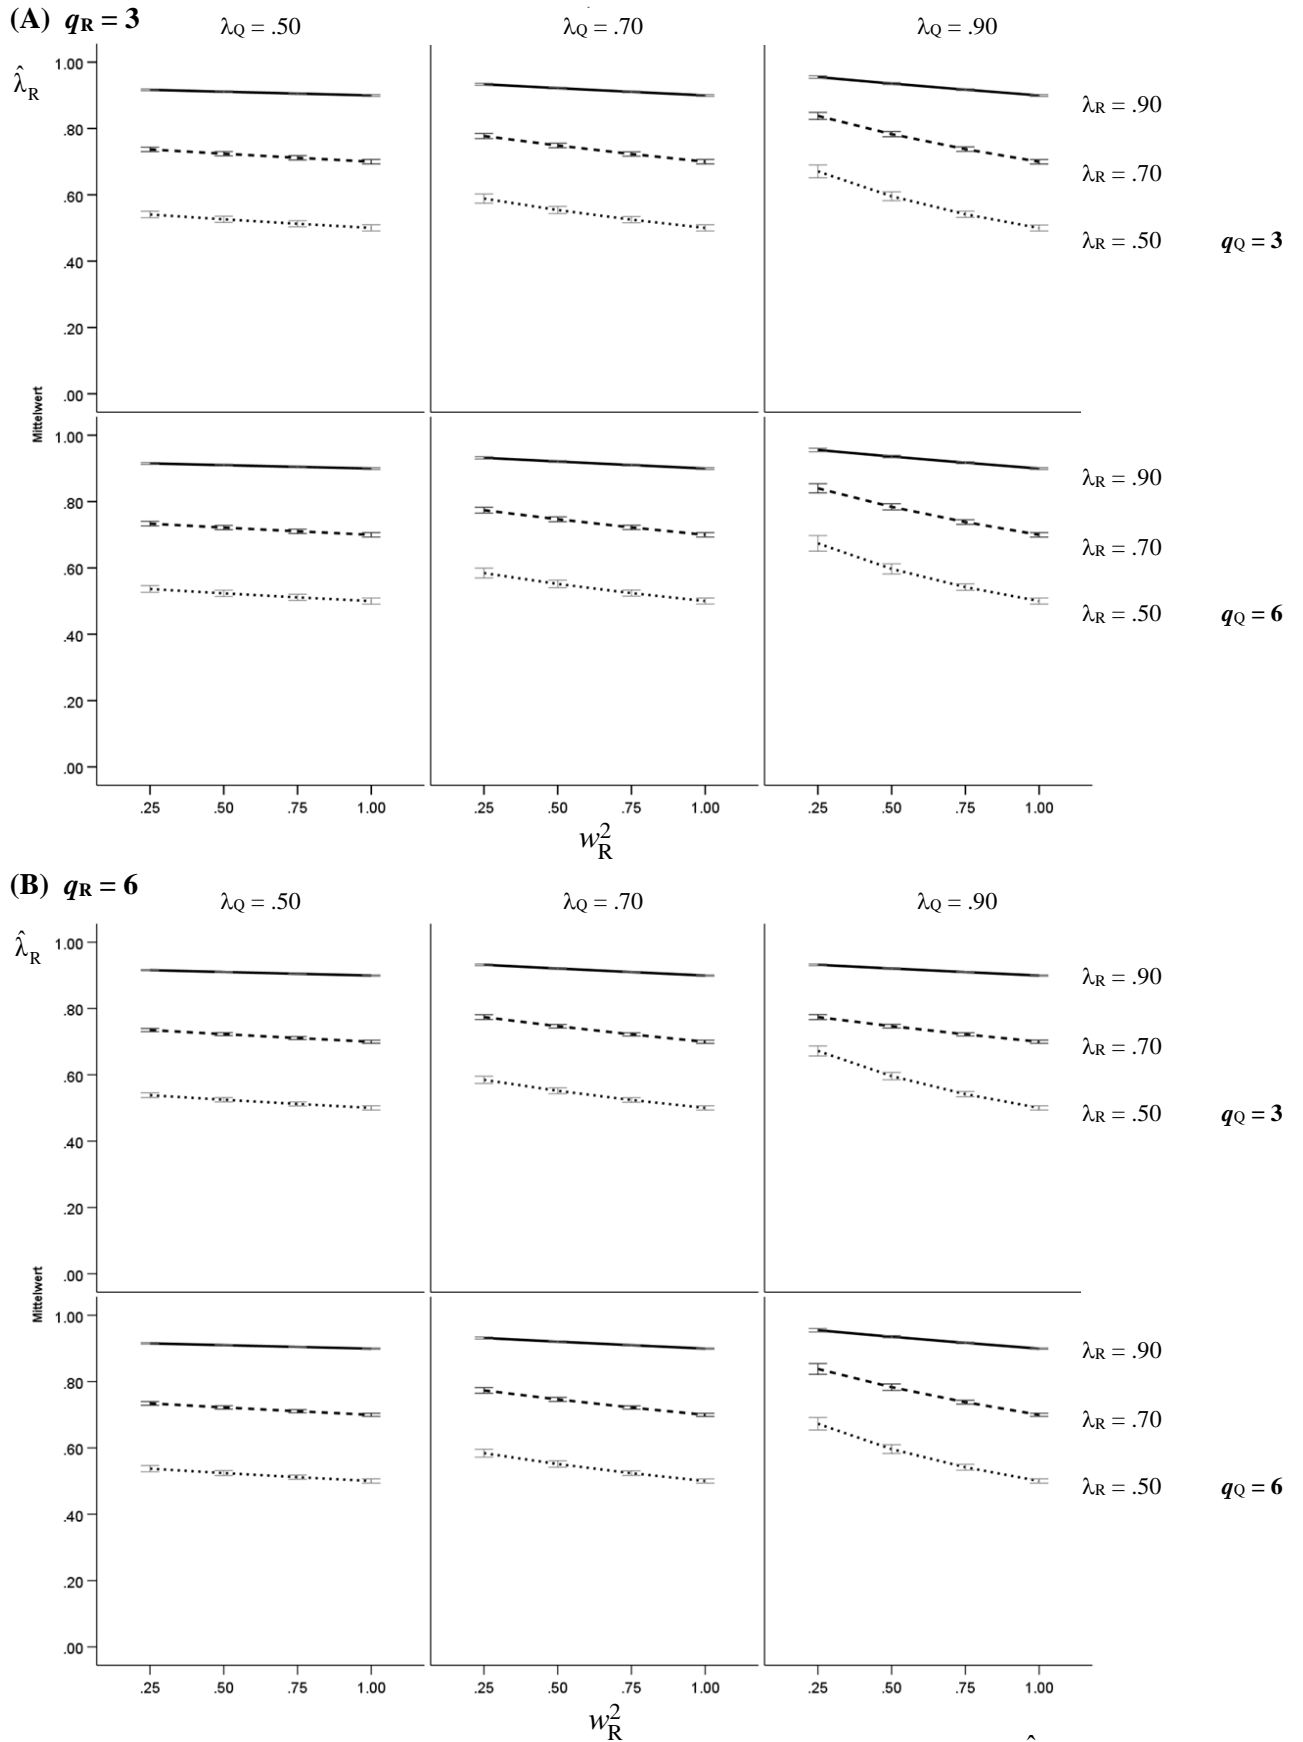 (A) qR = 3
λQ = .50 λQ = .70 λQ = .90
λ̂R
1.00
.80
.60
.40
.20
.00
λR = .90
λR = .70
λR = .50 qQ = 3
Mittelwert
1.00
.80
.60
.40
.20
.00
λR = .90
λR = .70
λR = .50 qQ = 6
.25 .50 .75 1.00 .25 .50 .75 1.00 .25 .50 .75 1.00
w²R
(B) qR = 6
λQ = .50 λQ = .70 λQ = .90
λ̂R
1.00
.80
.60
.40
.20
.00
λR = .90
λR = .70
λR = .50 qQ = 3
Mittelwert
1.00
.80
.60
.40
.20
.00
λR = .90
λR = .70
λR = .50 qQ = 6
.25 .50 .75 1.00 .25 .50 .75 1.00 .25 .50 .75 1.00
w²R